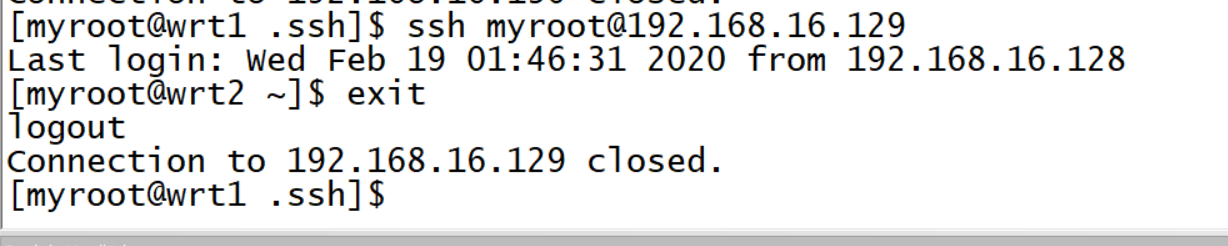 [myroot@wrt1 .ssh]$ ssh myroot@192.168.16.129
Last login: Wed Feb 19 01:46:31 2020 from 192.168.16.128
[myroot@wrt2 ~]$ exit
logout
Connection to 192.168.16.129 closed.
[myroot@wrt1 .ssh]$